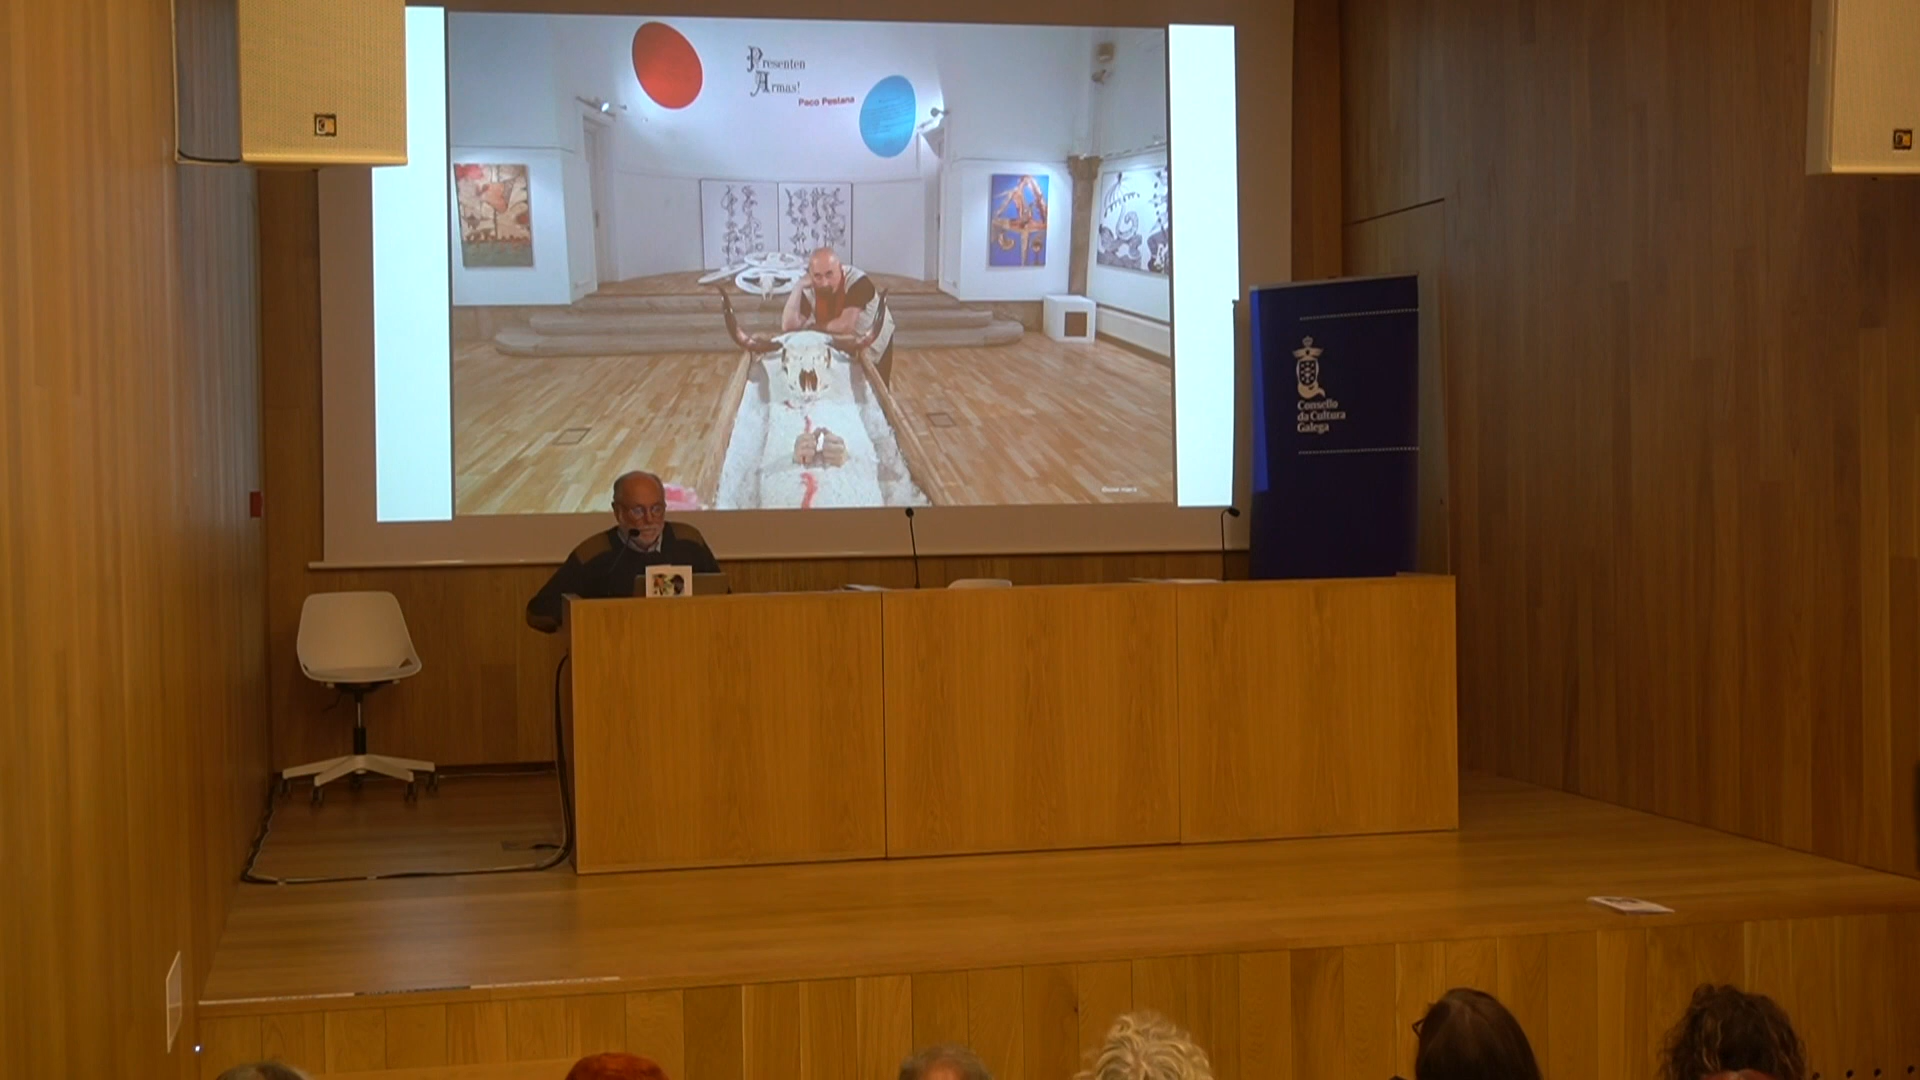 Presenten
Armas!
Paco Pestana
Consello
da Cultura
Galega